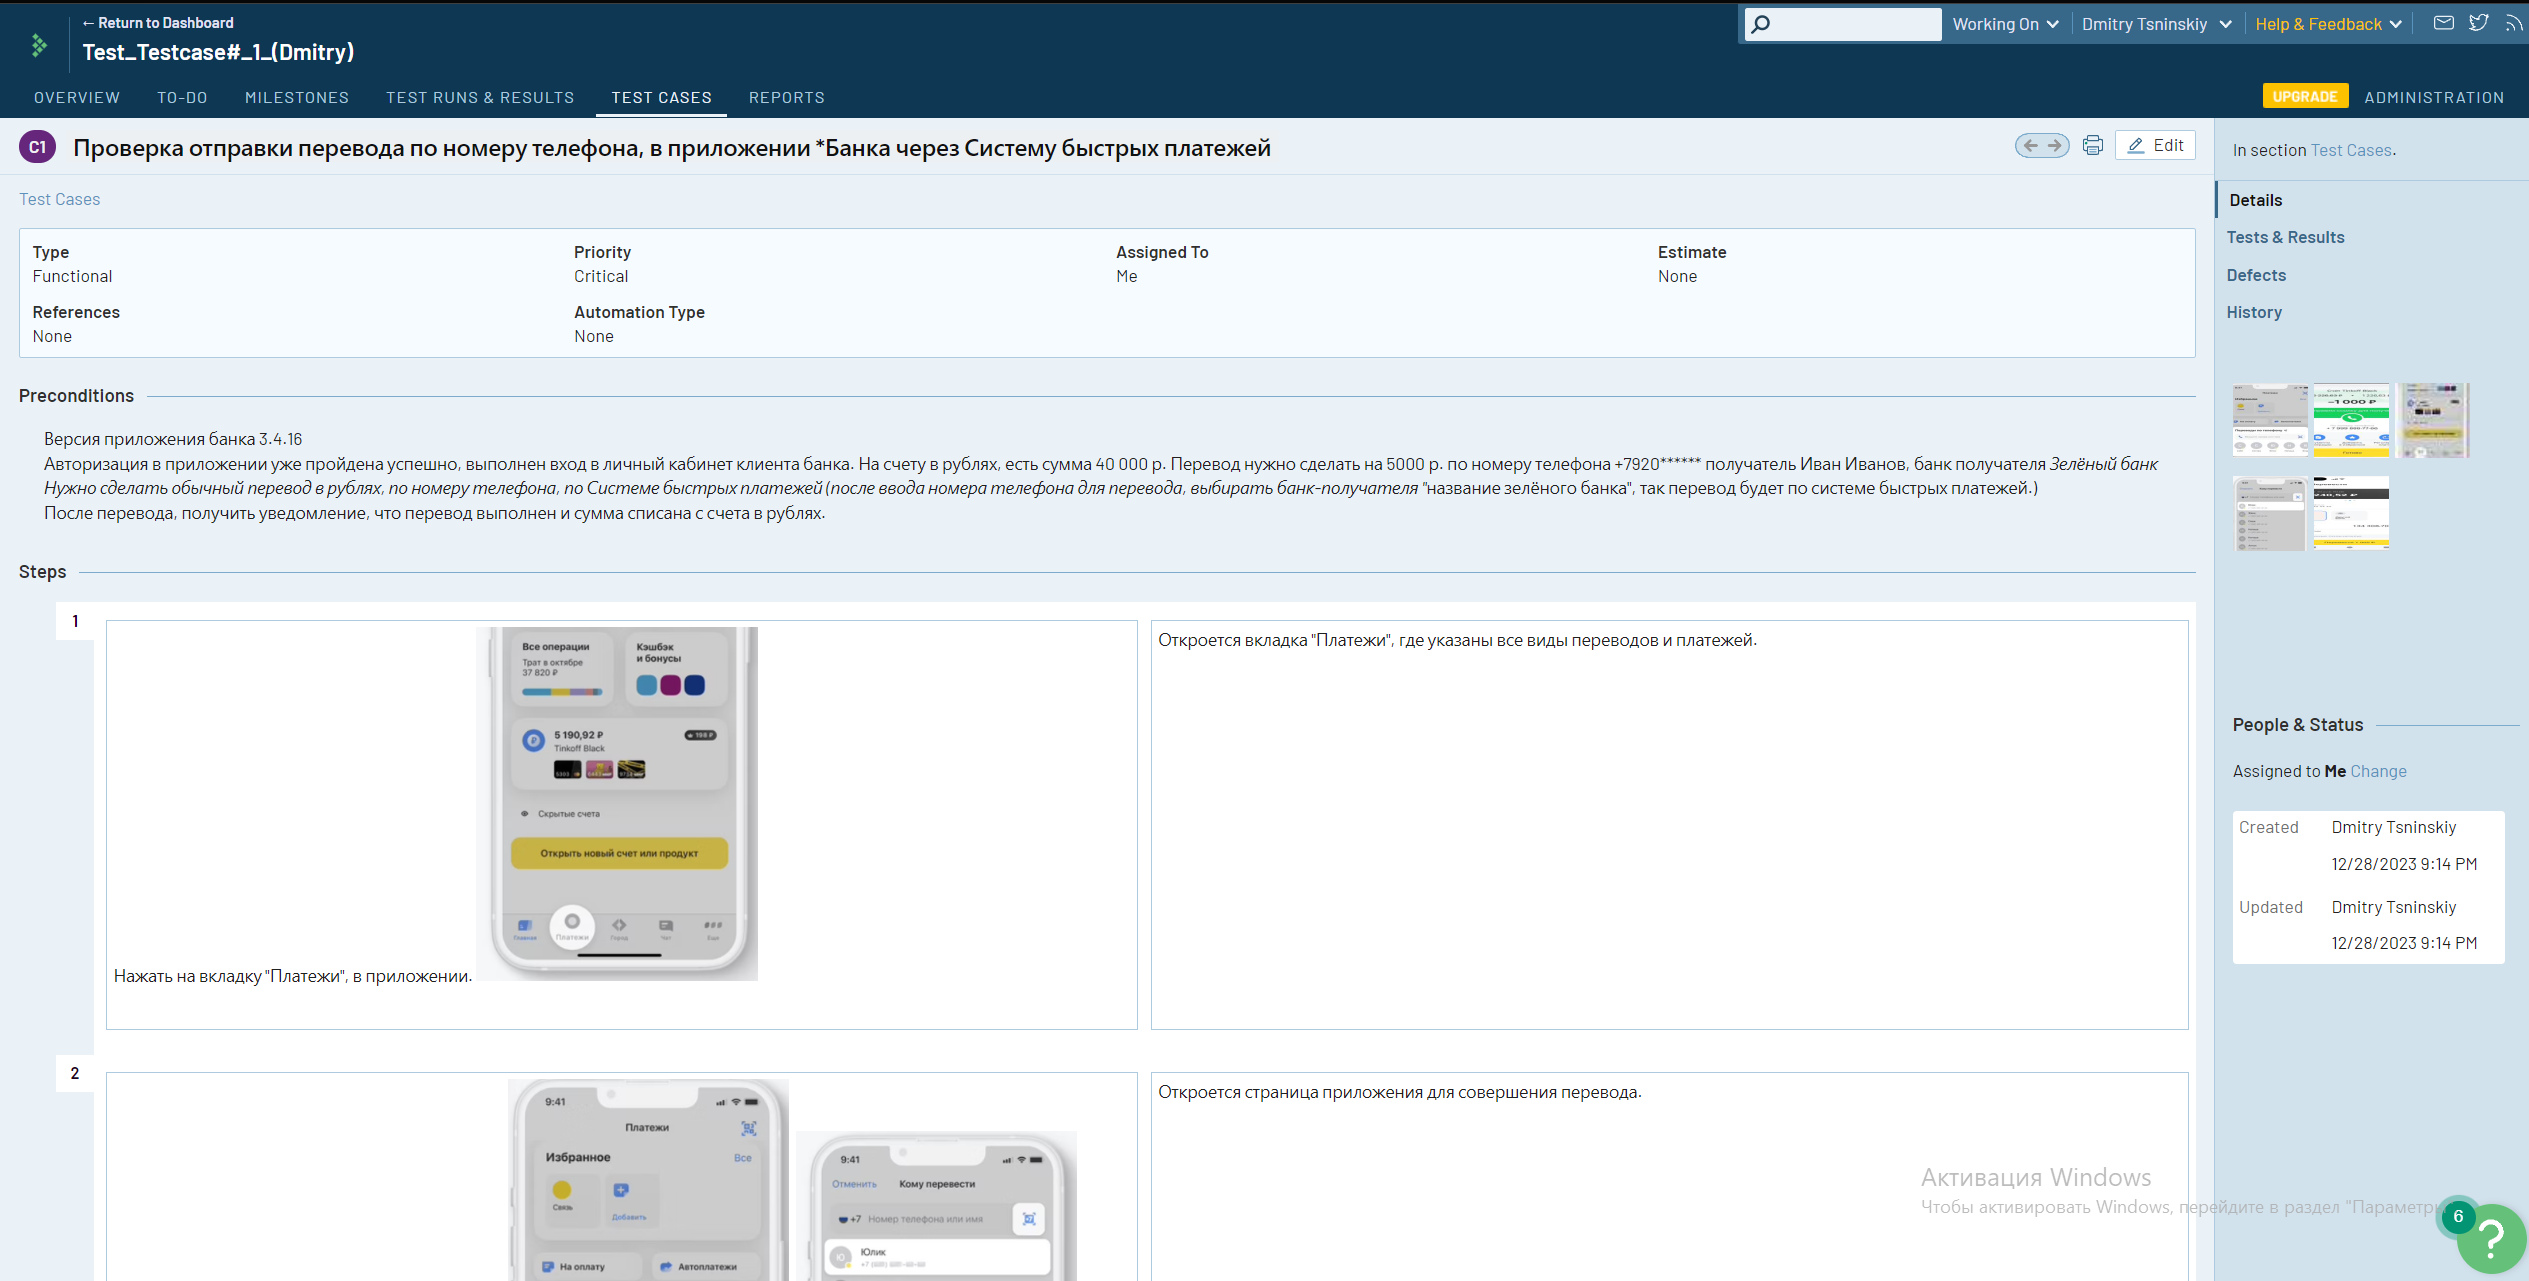 ← Return to Dashboard
Test_Testcase#_1_(Dmitry)
Working On
Dmitry Tsninskiy
Help & Feedback
OVERVIEW
TO-DO
MILESTONES
TEST RUNS & RESULTS
TEST CASES
REPORTS
UPGRADE
ADMINISTRATION
C1
Проверка отправки перевода по номеру телефона, в приложении *Банка через Систему быстрых платежей
Edit
In section Test Cases.
Test Cases
Details
Tests & Results
Defects
History
Type
Functional
Priority
Critical
Assigned To
Me
Estimate
None
References
None
Automation Type
None
Preconditions
Версия приложения банка 3.4.16
Авторизация в приложении уже пройдена успешно, выполнен вход в личный кабинет клиента банка. На счету в рублях, есть сумма 40 000 р. Перевод нужно сделать на 5000 р. по номеру телефона +7920****** получатель Иван Иванов, банк получателя Зелёный банк
Нужно сделать обычный перевод в рублях, по номеру телефона, по Системе быстрых платежей (после ввода номера телефона для перевода, выбирать банк-получателя "название зелёного банка", так перевод будет по системе быстрых платежей.)
После перевода, получить уведомление, что перевод выполнен и сумма списана с счета в рублях.
Steps
1
Все операции
Трат в октябре
37 820 ₽
Кэшбэк
и бонусы
5 190,92 ₽
198 ₽
Tinkoff Black
Скрытые счета
Открыть новый счет или продукт
Главная
Платежи
Город
Чат
Еще
Нажать на вкладку "Платежи", в приложении.
Откроется вкладка "Платежи", где указаны все виды переводов и платежей.
People & Status
Assigned to Me Change
Created
Dmitry Tsninskiy
12/28/2023 9:14 PM
Updated
Dmitry Tsninskiy
12/28/2023 9:14 PM
2
9:41
Платежи
Избранное
Все
Связь
Добавить
На оплату
Автоплатежи
9:41
Отменить
Кому перевести
+7 Номер телефона или имя
Ю
Юлик
Откроется страница приложения для совершения перевода.
Активация Windows
Чтобы активировать Windows, перейдите в раздел "Параметры
6
?